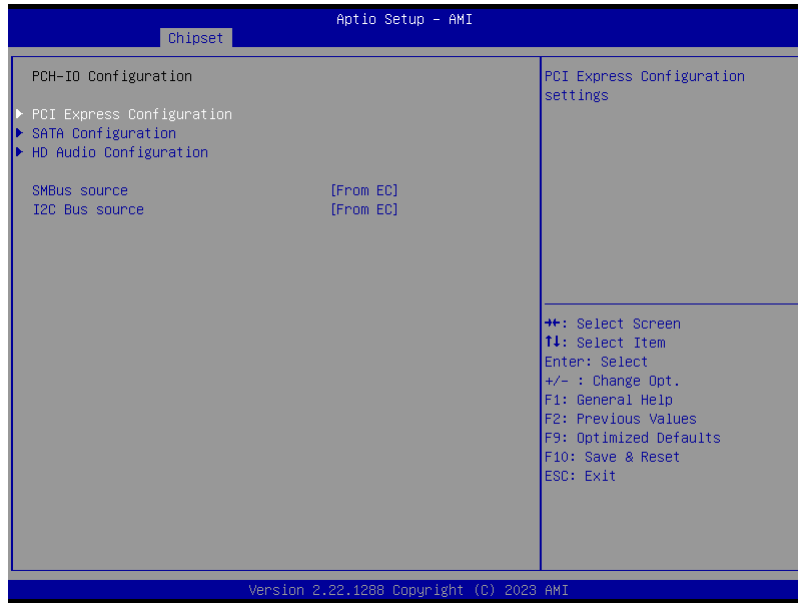 Aptio Setup – AMI
Chipset
PCH-IO Configuration
PCI Express Configuration
SATA Configuration
HD Audio Configuration
SMBus source [From EC]
I2C Bus source [From EC]
PCI Express Configuration
settings
→←: Select Screen
↑↓: Select Item
Enter: Select
+/- : Change Opt.
F1: General Help
F2: Previous Values
F9: Optimized Defaults
F10: Save & Reset
ESC: Exit
Version 2.22.1288 Copyright (C) 2023 AMI